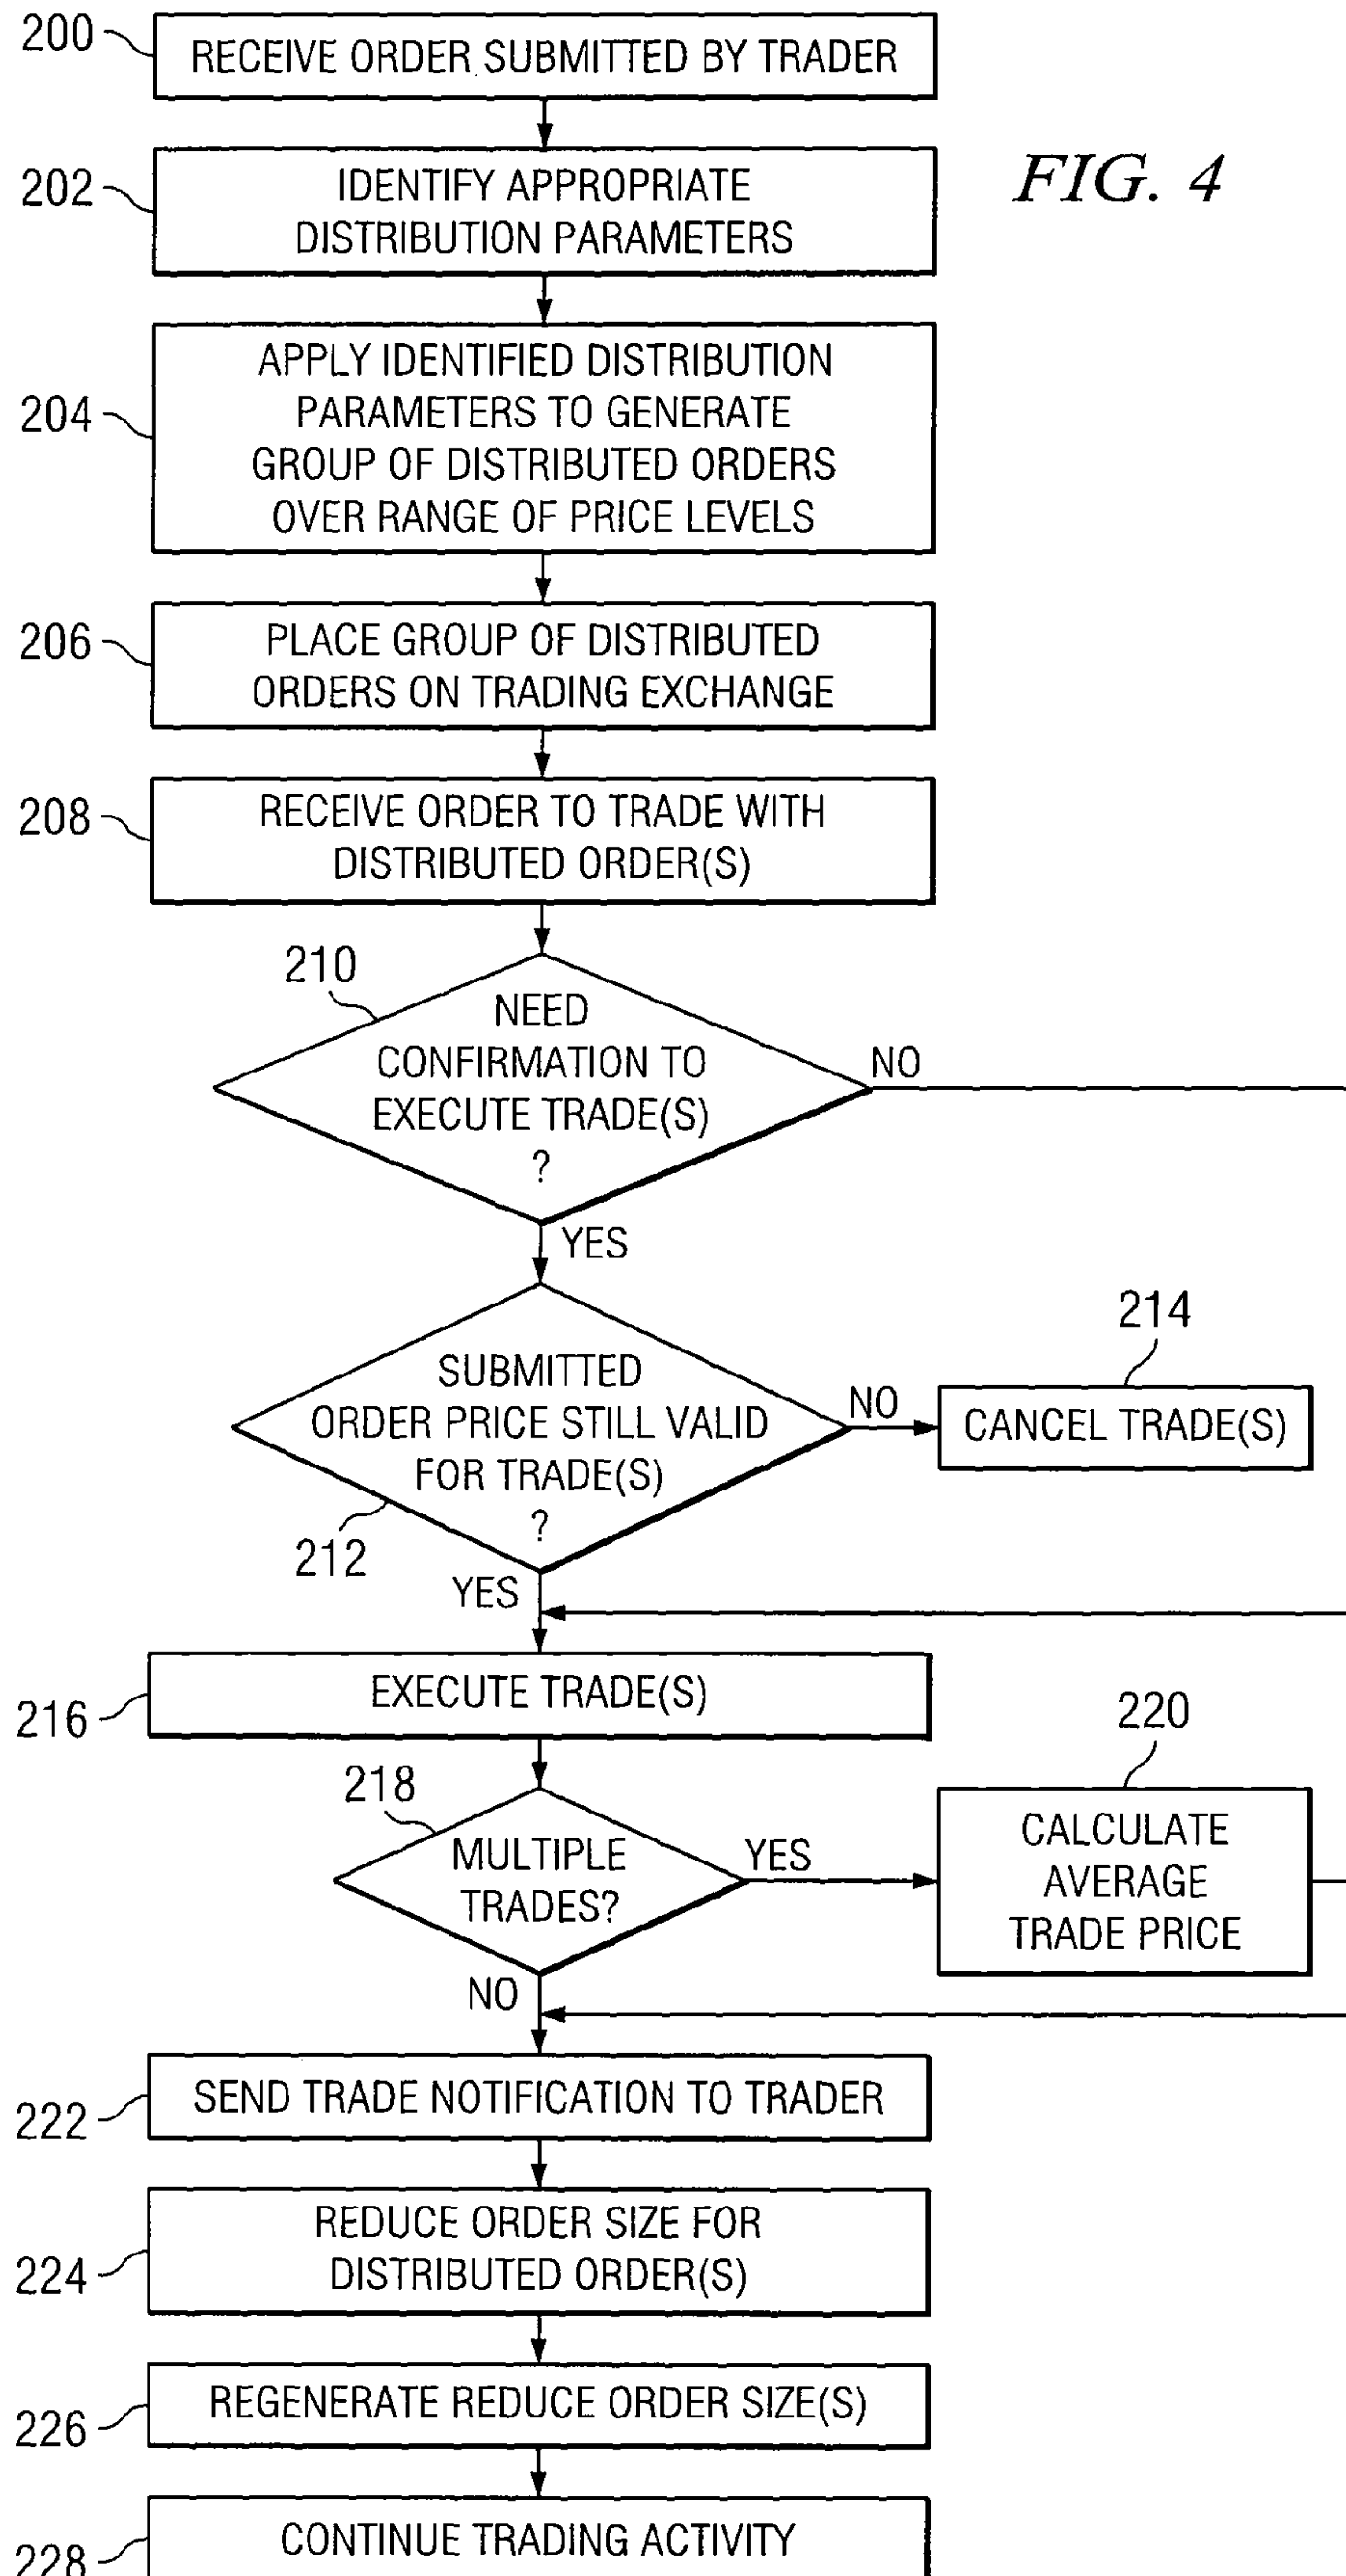 200
RECEIVE ORDER SUBMITTED BY TRADER
FIG. 4
202
IDENTIFY APPROPRIATE
DISTRIBUTION PARAMETERS
204
APPLY IDENTIFIED DISTRIBUTION
PARAMETERS TO GENERATE
GROUP OF DISTRIBUTED ORDERS
OVER RANGE OF PRICE LEVELS
206
PLACE GROUP OF DISTRIBUTED
ORDERS ON TRADING EXCHANGE
208
RECEIVE ORDER TO TRADE WITH
DISTRIBUTED ORDER(S)
210
NEED
CONFIRMATION TO
EXECUTE TRADE(S)
?
NO
YES
212
SUBMITTED
ORDER PRICE STILL VALID
FOR TRADE(S)
?
NO
214
CANCEL TRADE(S)
YES
216
EXECUTE TRADE(S)
218
MULTIPLE
TRADES?
YES
220
CALCULATE
AVERAGE
TRADE PRICE
NO
222
SEND TRADE NOTIFICATION TO TRADER
224
REDUCE ORDER SIZE FOR
DISTRIBUTED ORDER(S)
226
REGENERATE REDUCE ORDER SIZE(S)
228
CONTINUE TRADING ACTIVITY